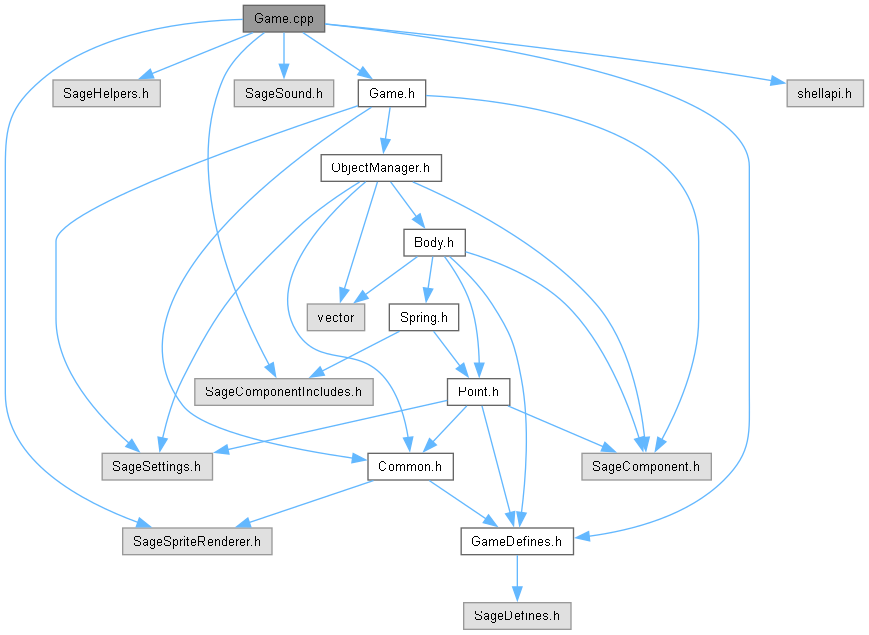 Game.cpp
SageHelpers.h
SageSound.h
Game.h
shellapi.h
ObjectManager.h
Body.h
vector
Spring.h
SageComponentIncludes.h
Point.h
SageSettings.h
Common.h
SageComponent.h
SageSpriteRenderer.h
GameDefines.h
SageDefines.h